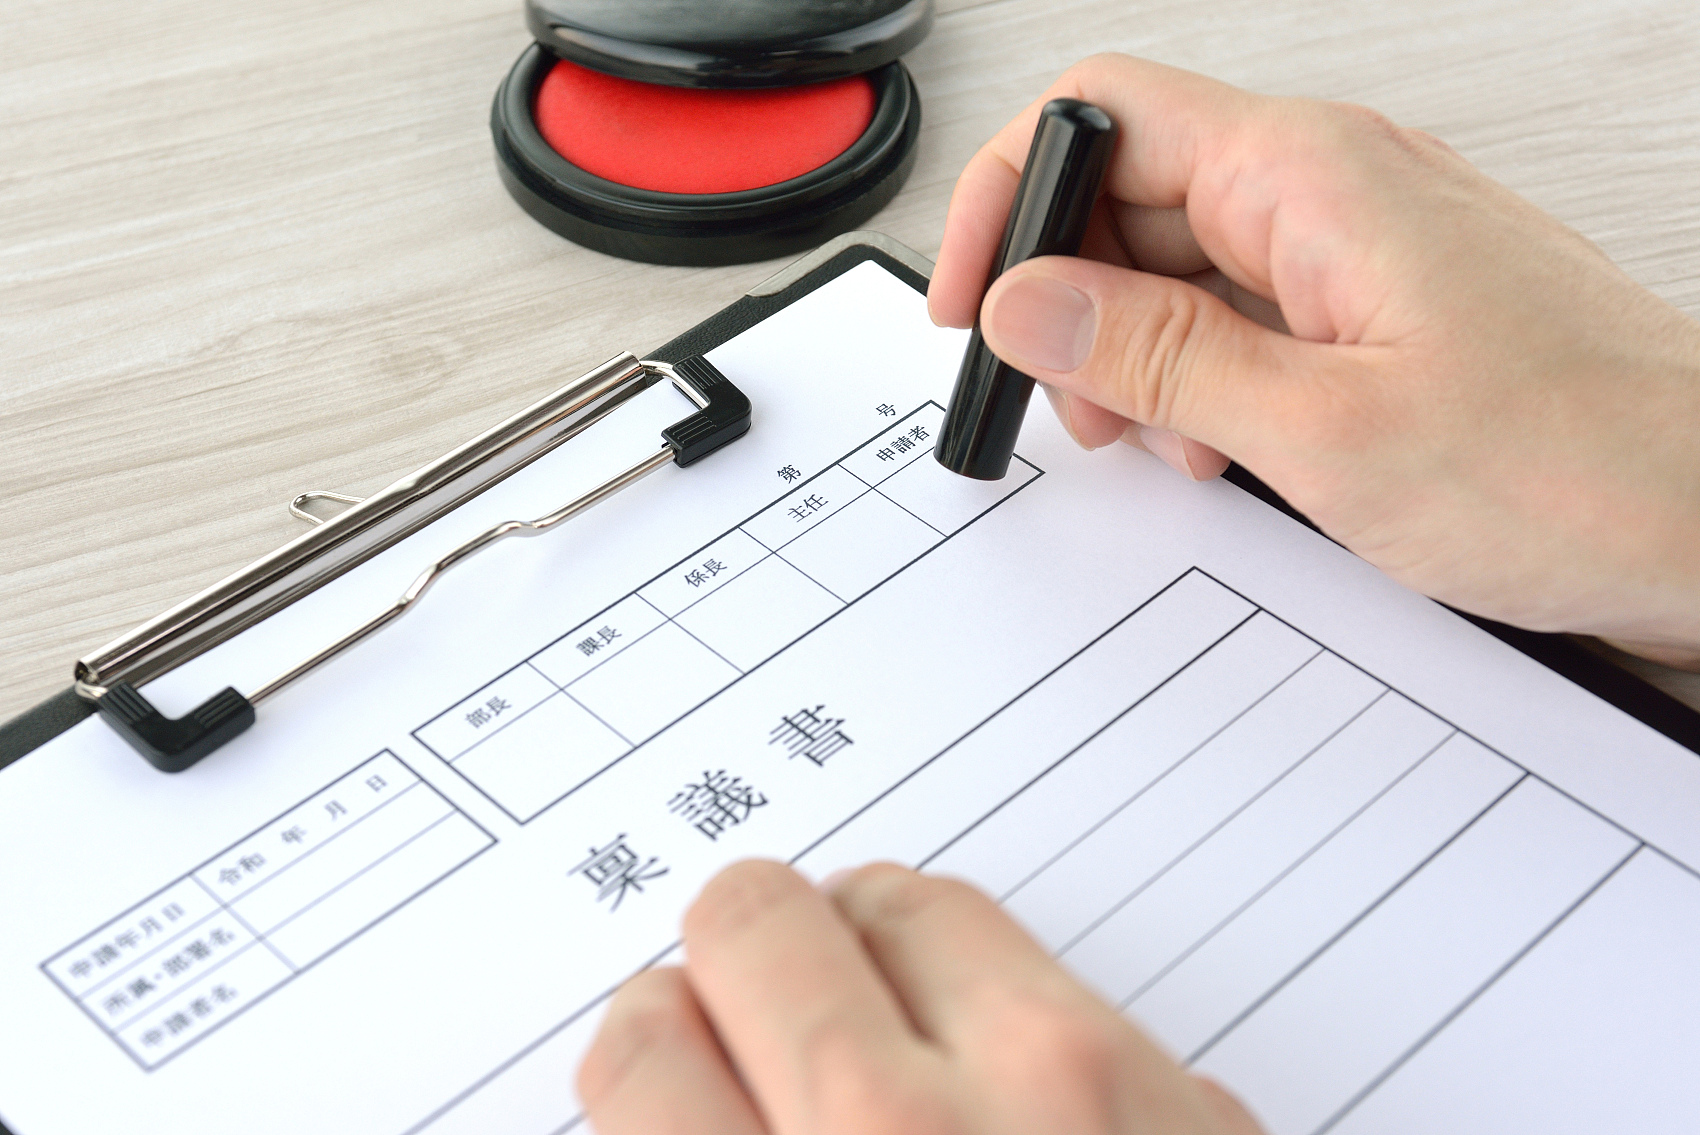 第 号
部長 課長 係長 主任 申請者
令和 年 月 日
申請年月日
所属・部署名
申請者名
稟議書